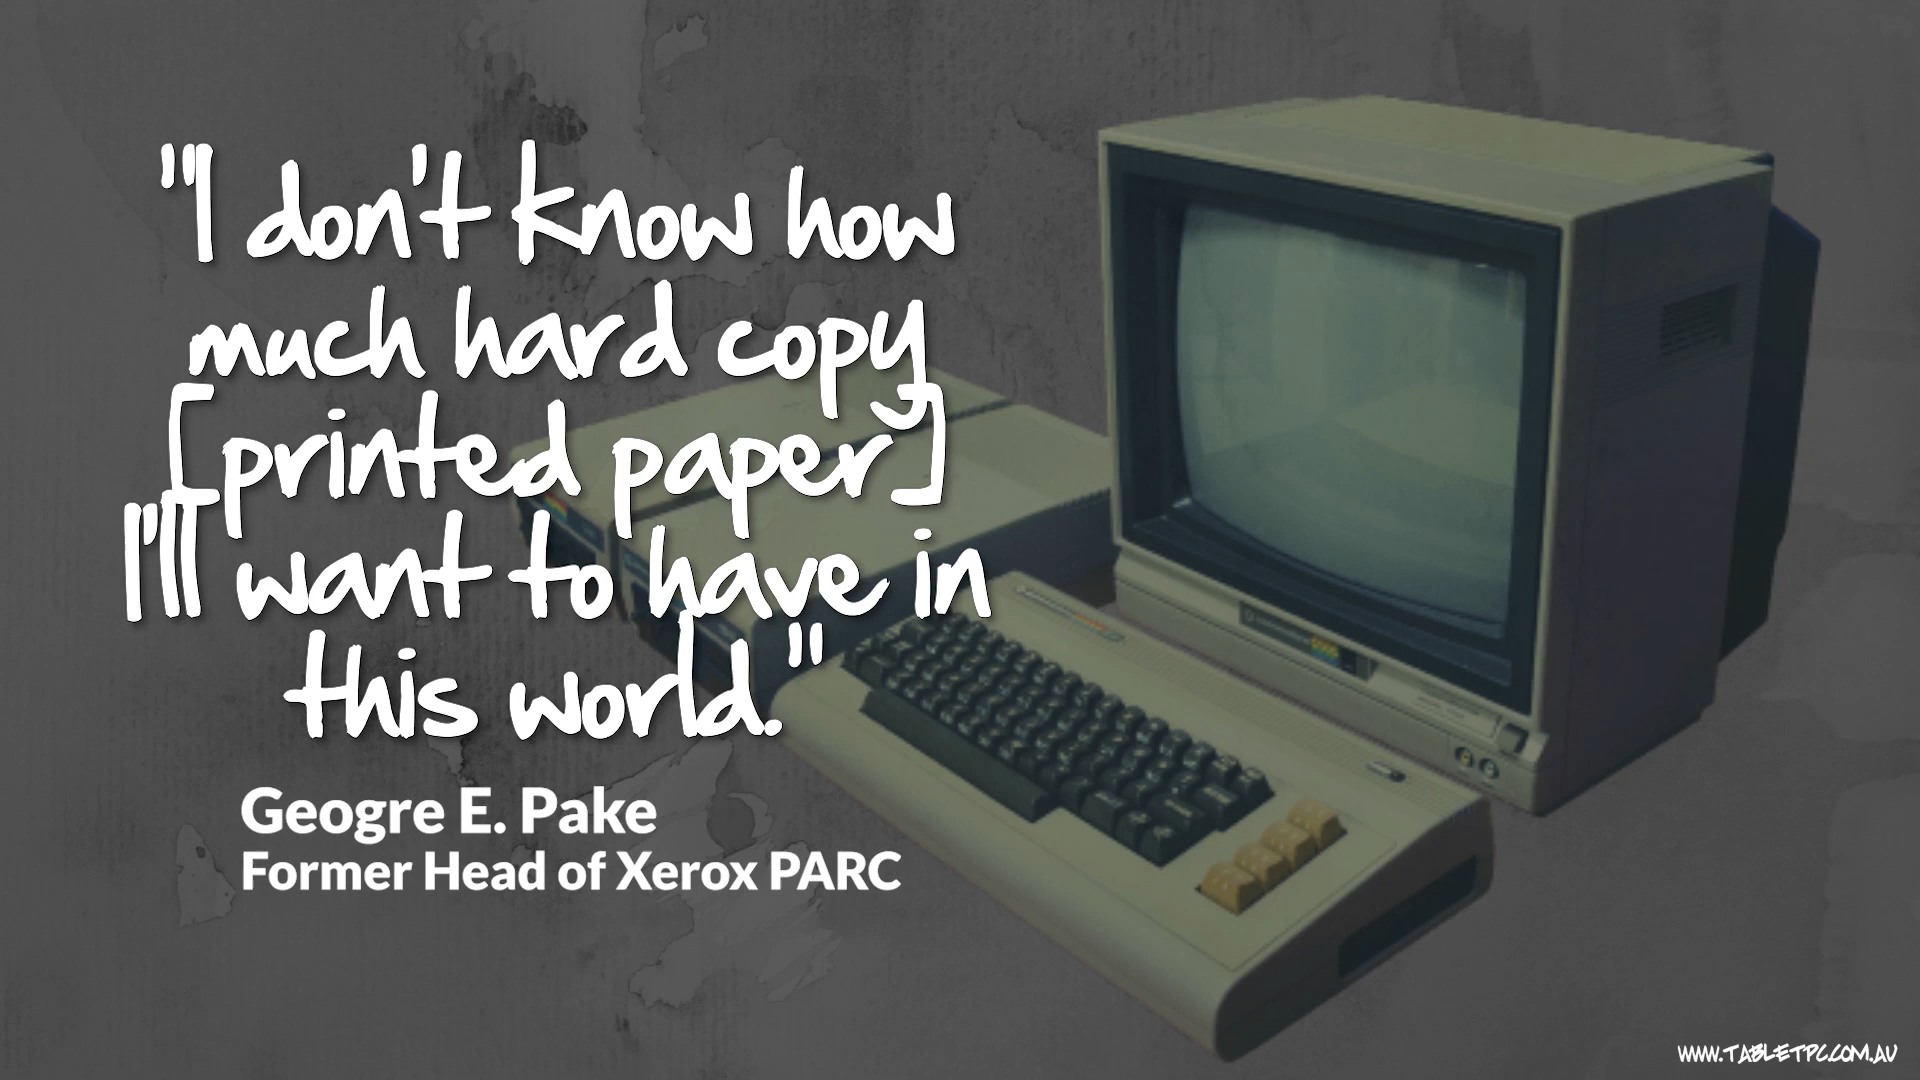 "I don't know how
much hard copy
[printed paper]
I'll want to have in
this world."
Geogre E. Pake
Former Head of Xerox PARC
WWW.TABLETPC.COM.AU